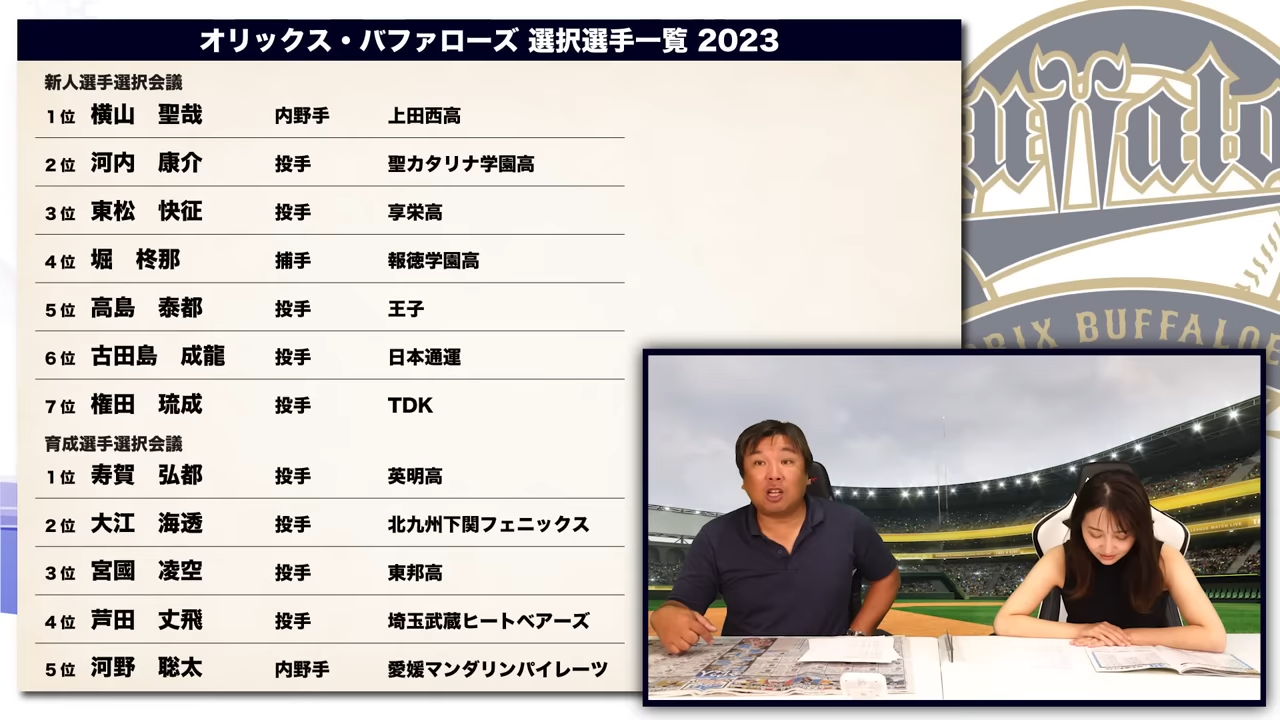 オリックス・バファローズ 選択選手一覧 2023
新人選手選択会議
1位 横山 聖哉 内野手 上田西高
2位 河内 康介 投手 聖カタリナ学園高
3位 東松 快征 投手 享栄高
4位 堀 柊那 捕手 報徳学園高
5位 高島 泰都 投手 王子
6位 古田島 成龍 投手 日本通運
7位 権田 琉成 投手 TDK
育成選手選択会議
1位 寿賀 弘都 投手 英明高
2位 大江 海透 投手 北九州下関フェニックス
3位 宮國 凌空 投手 東邦高
4位 芦田 丈飛 投手 埼玉武蔵ヒートベアーズ
5位 河野 聡太 内野手 愛媛マンダリンパイレーツ
Buffalo
RIX BUFFALOE